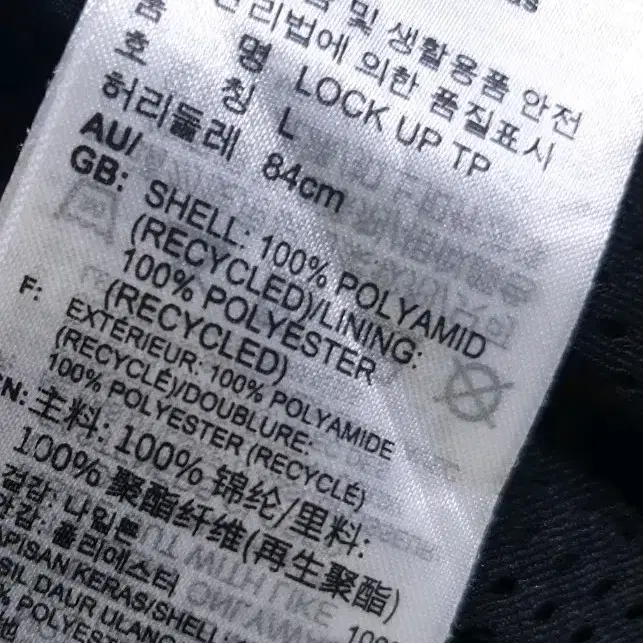 및 생활용품 안전
관리법에 의한 품질표시
품 명 LOCK UP TP
호 칭 L
허리둘레 84cm
AU/
GB: SHELL: 100% POLYAMID
(RECYCLED)/LINING:
100% POLYESTER
(RECYCLED)
F: EXTÉRIEUR: 100% POLYAMIDE
(RECYCLÉ)/DOUBLURE:
100% POLYESTER (RECYCLÉ)
CN: 主料: 100% 锦纶/里料:
100% 聚酯纤维(再生聚酯)
겉감: 나일론
안감: 폴리에스터
LAPISAN KERAS/SHELL: 100%
HASIL DAUR ULANG
% POLYESTER